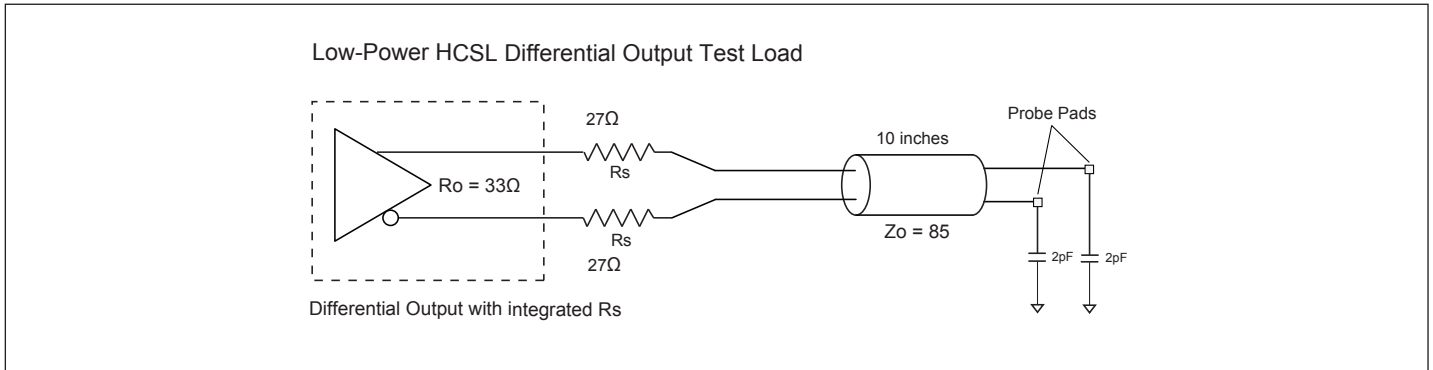 Low-Power HCSL Differential Output Test Load
Probe Pads
27Ω
10 inches
Rs
Ro = 33Ω
Rs
Zo = 85
27Ω
2pF
2pF
Differential Output with integrated Rs